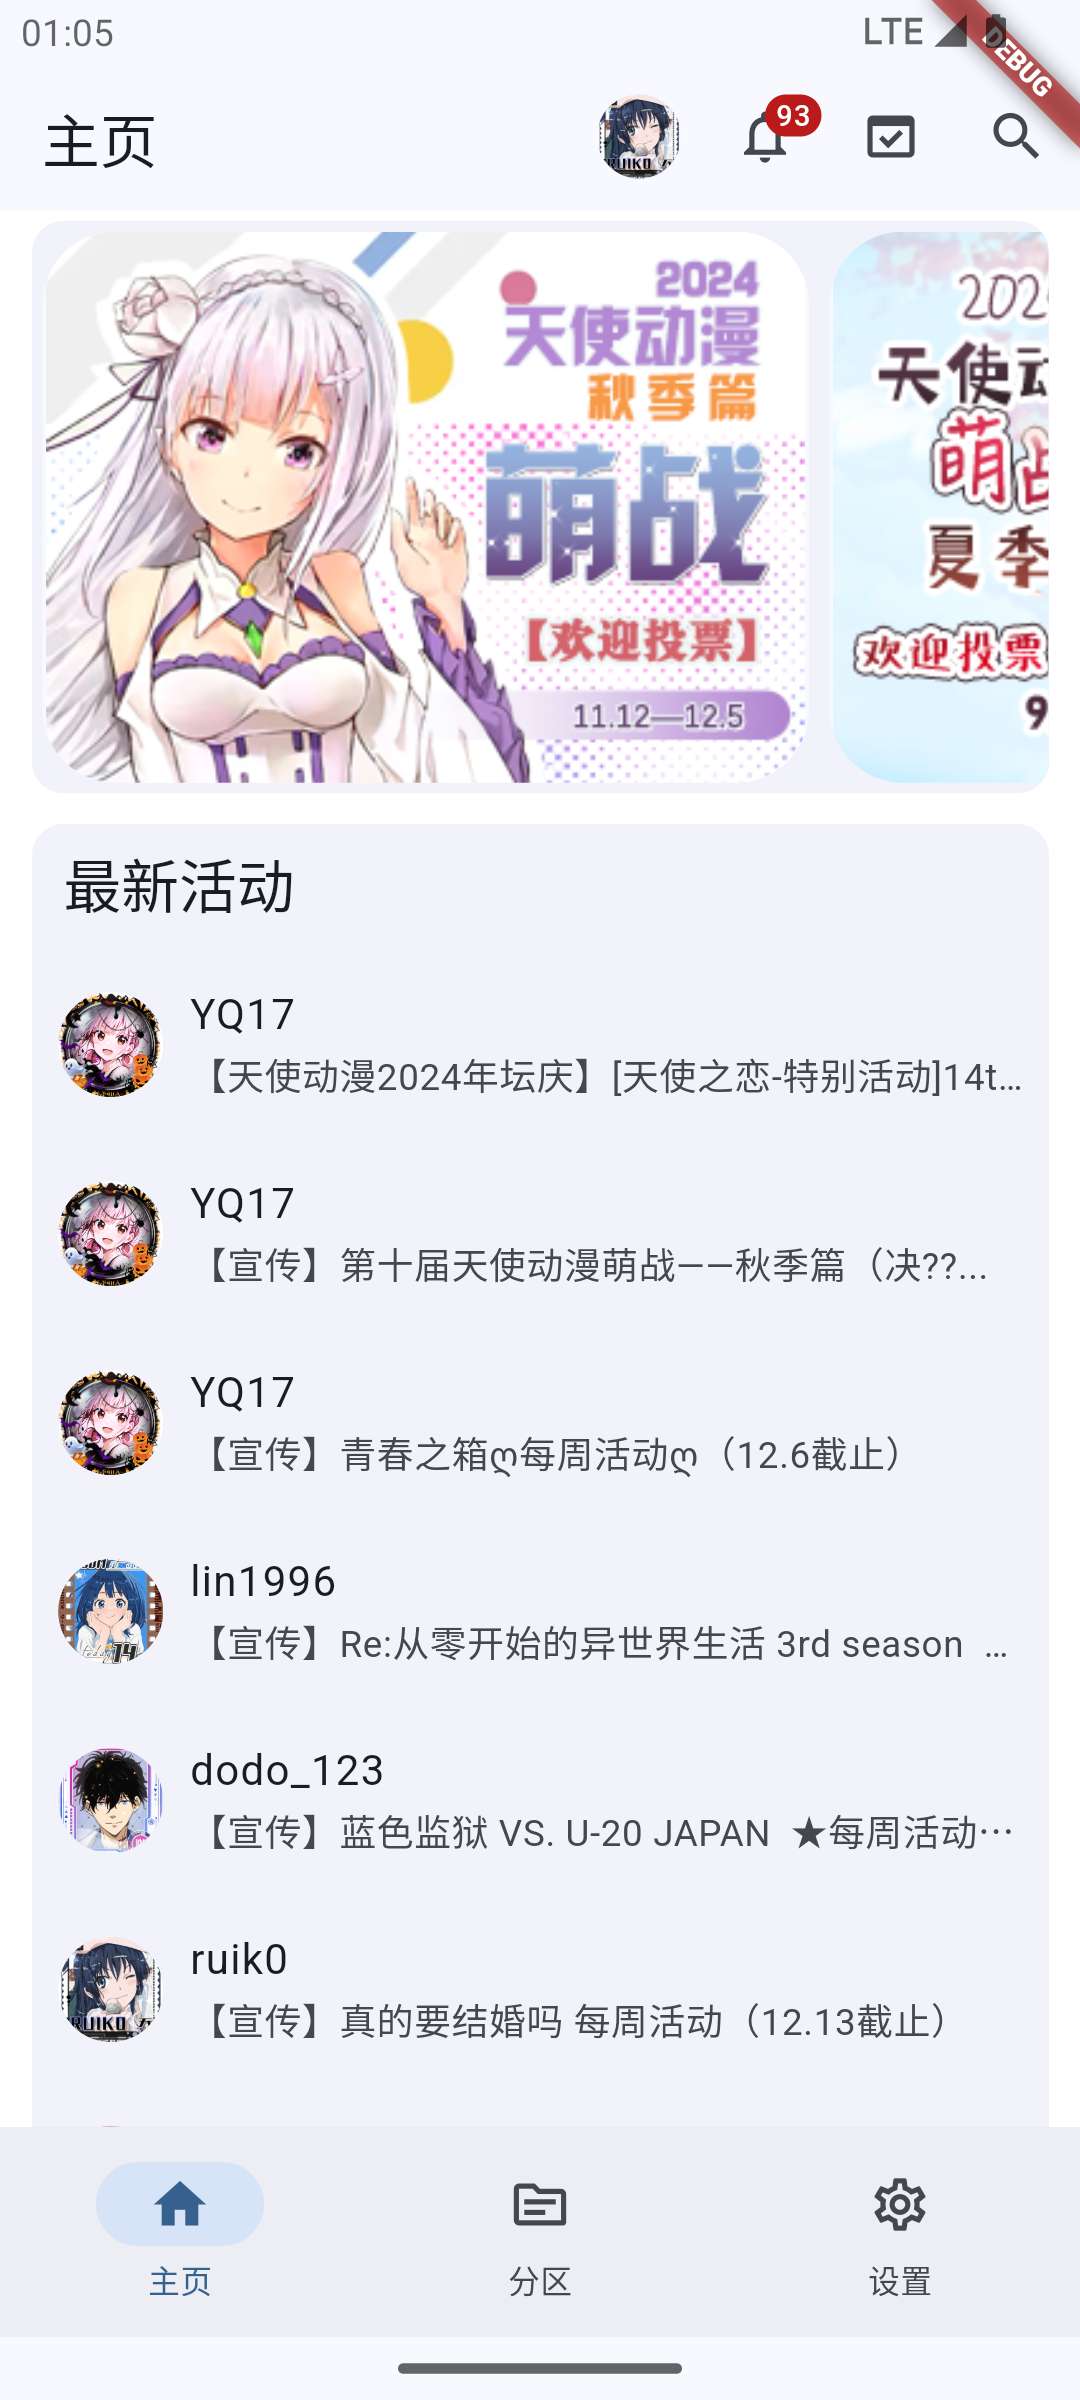 01:05
LTE
DEBUG
主页
93
2024
天使动漫
秋季篇
萌战
【欢迎投票】
11.12—12.5
天使
夏季
欢迎投票
9
最新活动
YQ17
【天使动漫2024年坛庆】[天使之恋-特别活动]14t...
YQ17
【宣传】第十届天使动漫萌战——秋季篇（决??...
YQ17
【宣传】青春之箱ღ每周活动ღ（12.6截止）
lin1996
【宣传】Re:从零开始的异世界生活 3rd season ...
dodo_123
【宣传】蓝色监狱 VS. U-20 JAPAN ★每周活动…
ruik0
【宣传】真的要结婚吗 每周活动（12.13截止）
主页
分区
设置